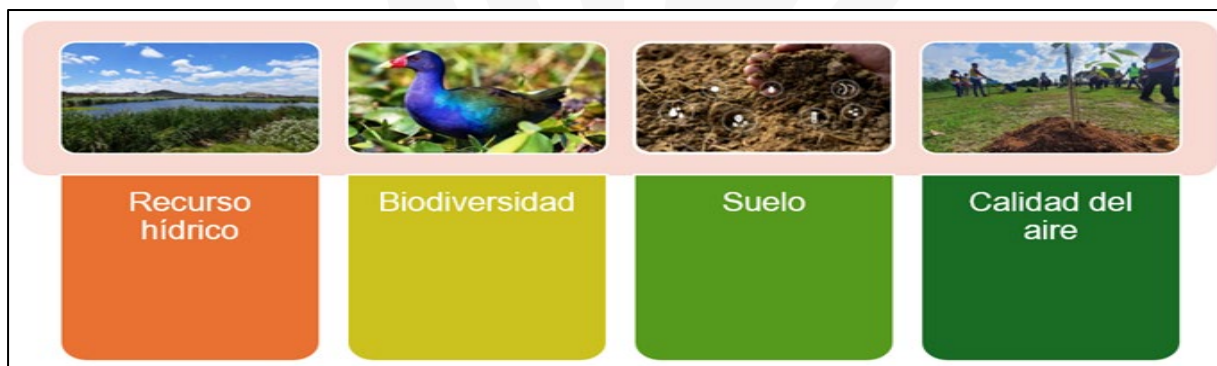 Recurso
hídrico
Biodiversidad
Suelo
Calidad del
aire